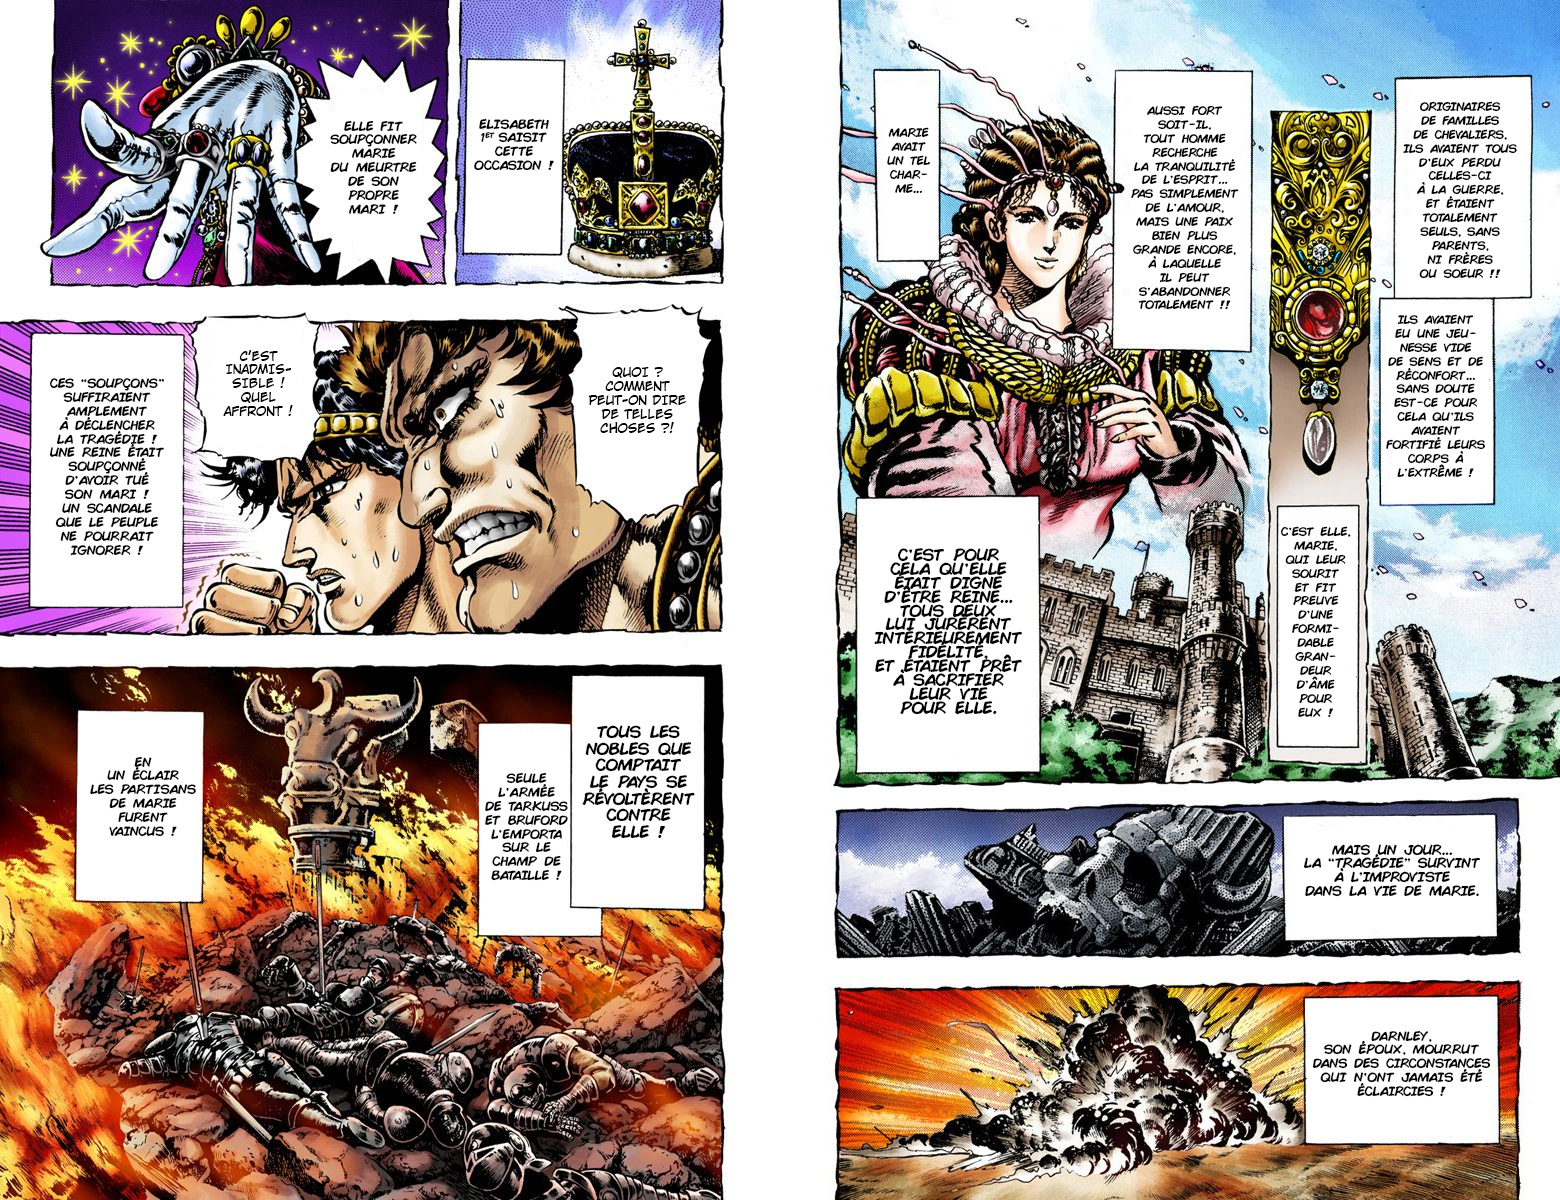 ORIGINAIRES
DE FAMILLES
DE CHEVALIERS,
ILS AVAIENT TOUS
D'EUX PERDU
CELLES-CI
À LA GUERRE,
ET ÉTAIENT
TOTALEMENT
SEULS, SANS
PARENTS,
NI FRÈRES
OU SOEUR !!
ILS AVAIENT
EU UNE JEU-
NESSE VIDE
DE SENS ET DE
RÉCONFORT...
SANS DOUTE
EST-CE POUR
CELA QU'ILS
AVAIENT
FORTIFIÉ LEURS
CORPS À
L'EXTRÊME !
C'EST ELLE,
MARIE,
QUI LEUR
SOURIT
ET FIT
PREUVE
D'UNE
FORMI-
DABLE
GRAN-
DEUR
D'ÂME
POUR
EUX !
AUSSI FORT
SOIT-IL,
TOUT HOMME
RECHERCHE
LA TRANQUILITÉ
DE L'ESPRIT...
PAS SIMPLEMENT
DE L'AMOUR,
MAIS UNE PAIX
BIEN PLUS
GRANDE ENCORE,
À LAQUELLE
IL PEUT
S'ABANDONNER
TOTALEMENT !!
MARIE
AVAIT
UN TEL
CHAR-
ME...
C'EST POUR
CELA QU'ELLE
ÉTAIT DIGNE
D'ÊTRE REINE...
TOUS DEUX
LUI JURÈRENT
INTÉRIEUREMENT
FIDÉLITÉ,
ET ÉTAIENT PRÊT
À SACRIFIER
LEUR VIE
POUR ELLE.
MAIS UN JOUR...
LA "TRAGÉDIE" SURVINT
À L'IMPROVISTE
DANS LA VIE DE MARIE.
DARNLEY,
SON ÉPOUX, MOURRUT
DANS DES CIRCONSTANCES
QUI N'ONT JAMAIS ÉTÉ
ÉCLAIRCIES !
ELISABETH
1ET SAISIT
CETTE
OCCASION !
ELLE FIT
SOUPÇONNER
MARIE
DU MEURTRE
DE SON
PROPRE
MARI !
QUOI ?
COMMENT
PEUT-ON DIRE
DE TELLES
CHOSES ?!
C'EST
INADMIS-
SIBLE !
QUEL
AFFRONT !
CES "SOUPÇONS"
SUFFIRAIENT
AMPLEMENT
À DÉCLENCHER
LA TRAGÉDIE !
UNE REINE ÉTAIT
SOUPÇONNÉ
D'AVOIR TUÉ
SON MARI !
UN SCANDALE
QUE LE PEUPLE
NE POURRAIT
IGNORER !
TOUS LES
NOBLES QUE
COMPTAIT
LE PAYS SE
RÉVOLTÈRENT
CONTRE
ELLE !
SEULE
L'ARMÉE
DE TARKUSS
ET BRUFORD
L'EMPORTA
SUR LE
CHAMP DE
BATAILLE !
EN
UN ÉCLAIR
LES PARTISANS
DE MARIE
FURENT
VAINCUS !